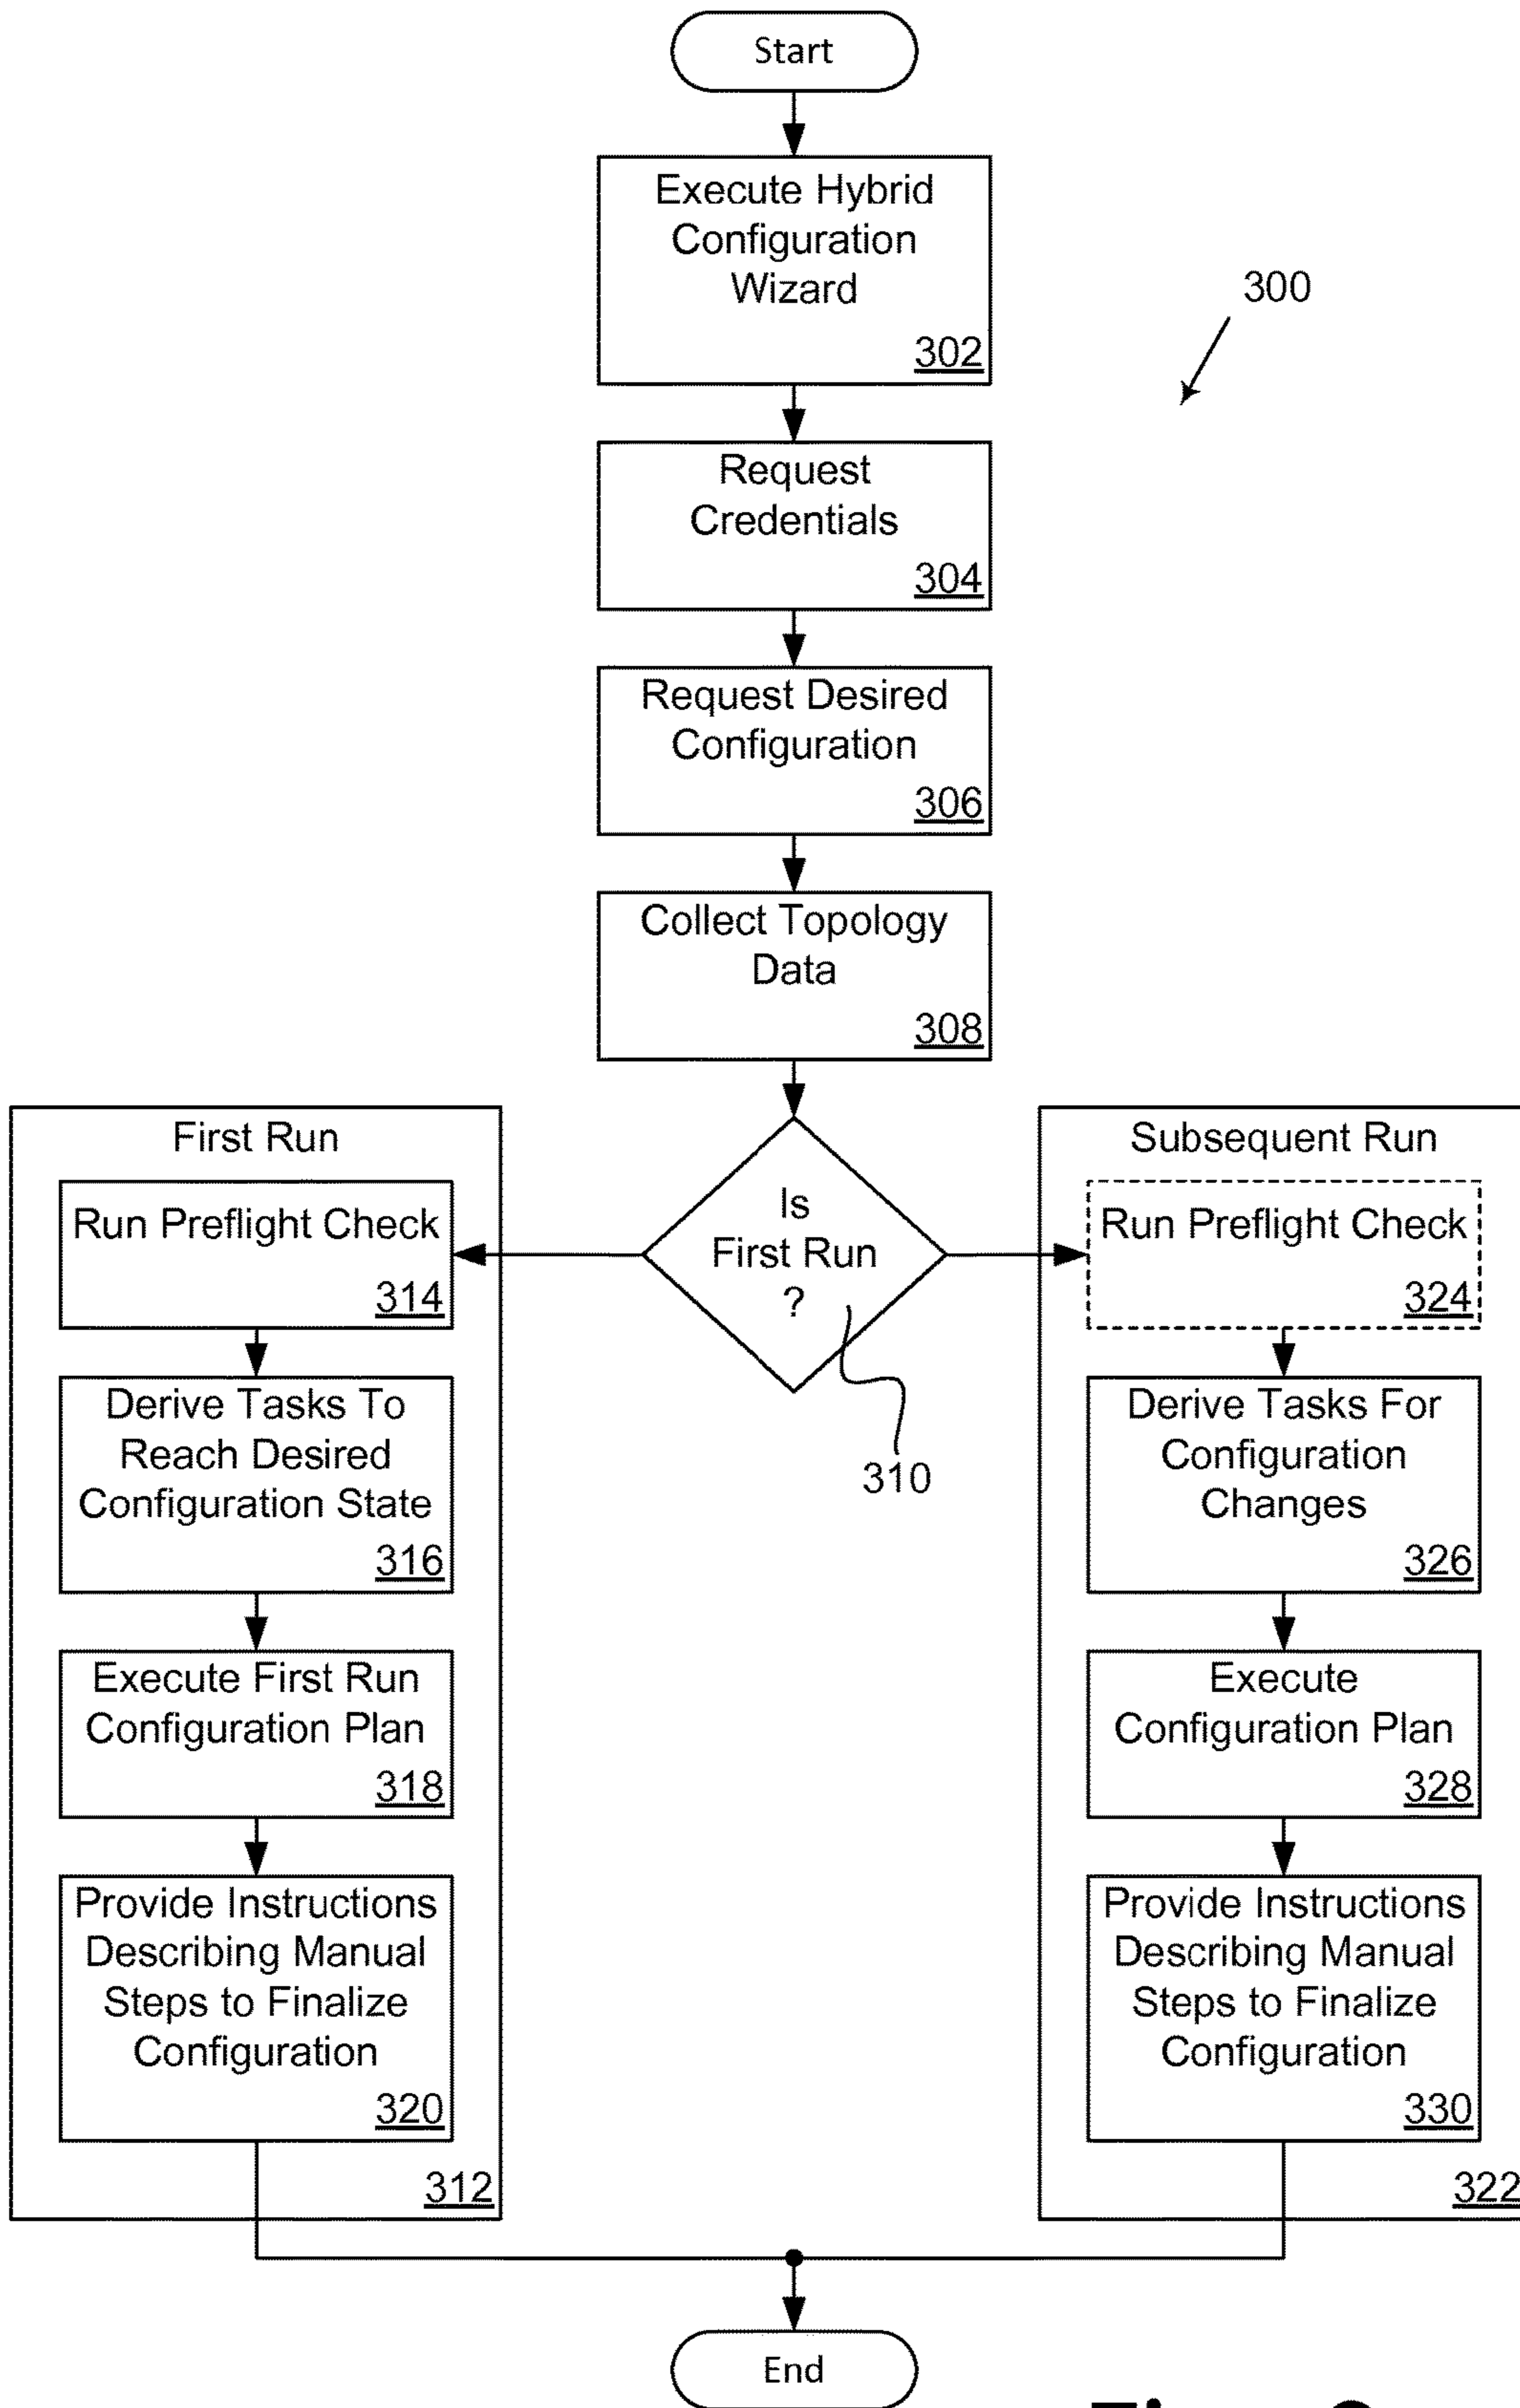 Start
Execute Hybrid
Configuration
Wizard
302
300
Request
Credentials
304
Request Desired
Configuration
306
Collect Topology
Data
308
Is
First Run
?
310
First Run
Run Preflight Check
314
Derive Tasks To
Reach Desired
Configuration State
316
Execute First Run
Configuration Plan
318
Provide Instructions
Describing Manual
Steps to Finalize
Configuration
320
312
Subsequent Run
Run Preflight Check
324
Derive Tasks For
Configuration
Changes
326
Execute
Configuration Plan
328
Provide Instructions
Describing Manual
Steps to Finalize
Configuration
330
322
End